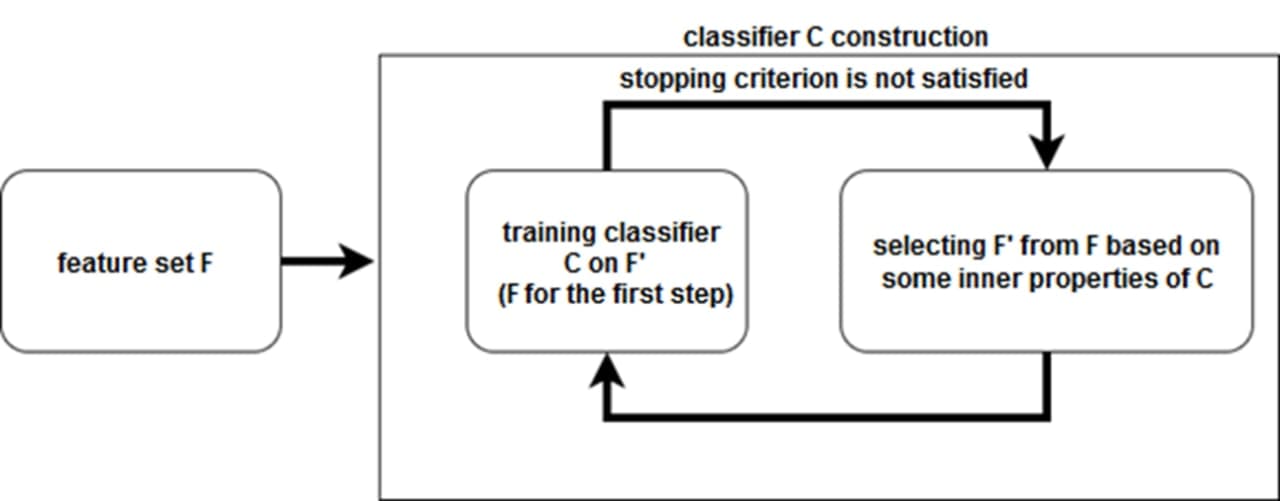 classifier C construction
stopping criterion is not satisfied
feature set F
training classifier
C on F'
(F for the first step)
selecting F' from F based on
some inner properties of C